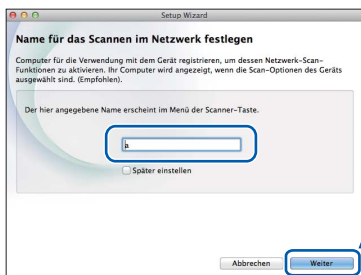 Setup Wizard
Name für das Scannen im Netzwerk festlegen
Computer für die Verwendung mit dem Gerät registrieren, um dessen Netzwerk-Scan-
Funktionen zu aktivieren. Ihr Computer wird angezeigt, wenn die Scan-Optionen des Geräts
ausgewählt sind. (Empfohlen).
Der hier angegebene Name erscheint im Menü der Scanner-Taste.
a
Später einstellen
Abbrechen
Weiter